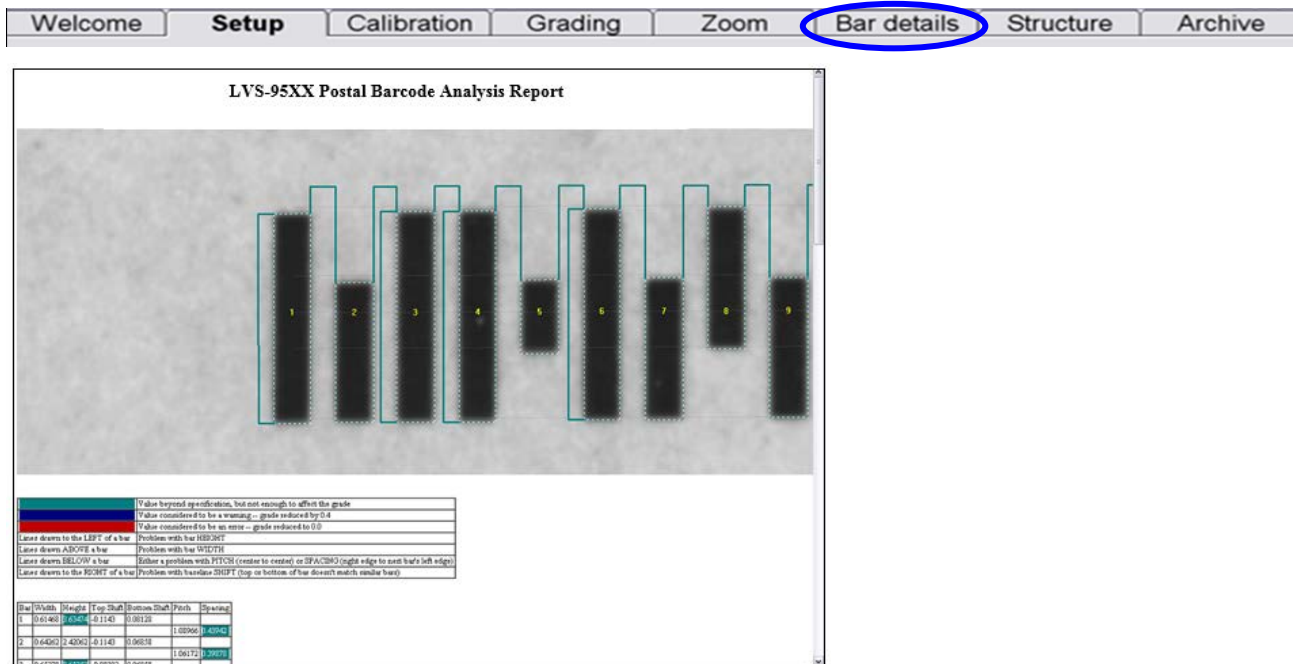 Welcome Setup Calibration Grading Zoom Bar details Structure Archive
LVS-95XX Postal Barcode Analysis Report
1 2 3 4 5 6 7 8 9
Value beyond specification, but not enough to affect the grade
Value considered to be a warning -- grade reduced by 0.4
Value considered to be an error -- grade reduced to 0.0
Lines drawn to the LEFT of a bar Problem with bar HEIGHT
Lines drawn ABOVE a bar Problem with bar WIDTH
Lines drawn BELOW a bar Either a problem with PITCH (center to center) or SPACING (right edge to next bar's left edge)
Lines drawn to the RIGHT of a bar Problem with baseline SHIFT (top or bottom of bar doesn't match similar bars)
Bar Width Height Top Shift Bottom Shift Pitch Spacing
1 0.61468 -0.1143 0.08128
1.08966
2 0.64262 2.42062 -0.1143 0.06858
1.06172